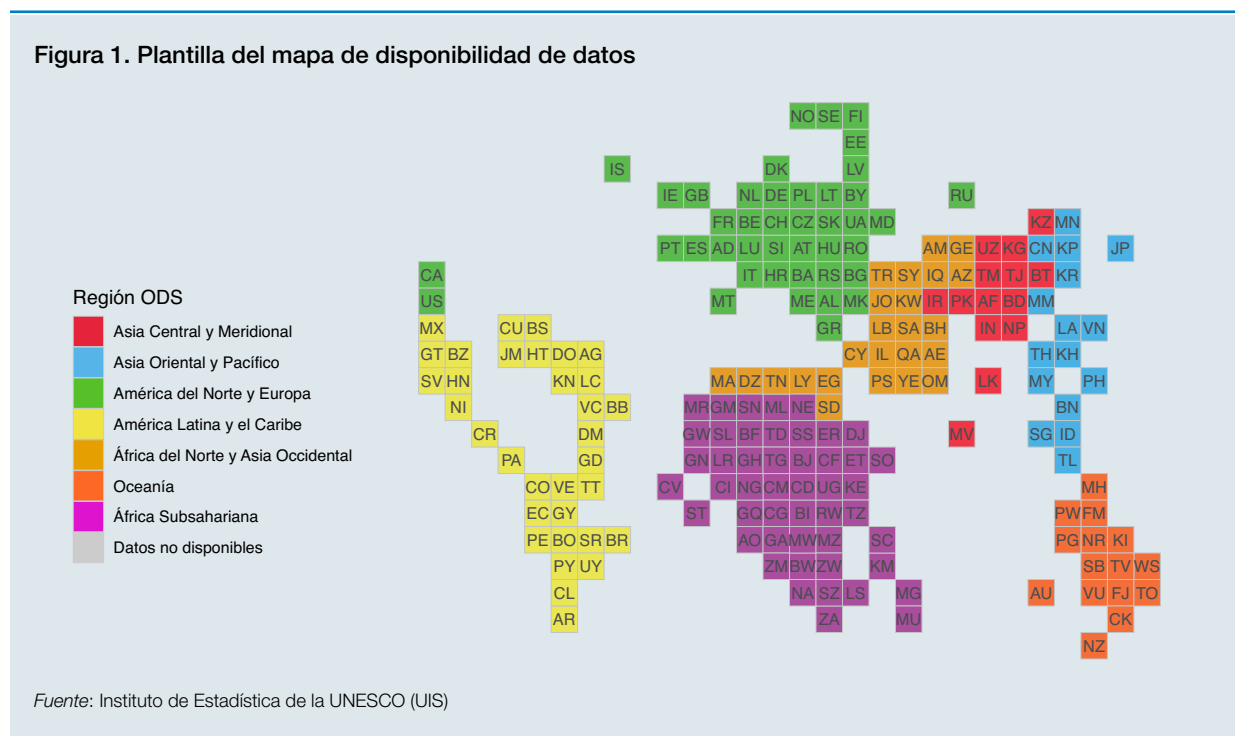 Figura 1. Plantilla del mapa de disponibilidad de datos
NO SE FI
EE
IS DK LV
IE GB NL DE PL LT BY RU
FR BE CH CZ SK UA MD KZ MN
PT ES AD LU SI AT HU RO AM GE UZ KG CN KP JP
CA IT HR BA RS BG TR SY IQ AZ TM TJ BT KR
US MT ME AL MK JO KW IR PK AF BD MM
MX CU BS GR LB SA BH IN NP LA VN
GT BZ JM HT DO AG CY IL QA AE TH KH
SV HN KN LC MA DZ TN LY EG PS YE OM LK MY PH
NI VC BB MR GM SN ML NE SD BN
CR DM GW SL BF TD SS ER DJ MV SG ID
PA GD GN LR GH TG BJ CF ET SO TL
CO VE TT CV CI NG CM CD UG KE MH
EC GY ST GQ CG BI RW TZ PW FM
PE BO SR BR AO GA MW MZ SC PG NR KI
PY UY ZM BW ZW KM SB TV WS
CL NA SZ LS MG AU VU FJ TO
AR ZA MU CK
NZ
Región ODS
Asia Central y Meridional
Asia Oriental y Pacífico
América del Norte y Europa
América Latina y el Caribe
África del Norte y Asia Occidental
Oceanía
África Subsahariana
Datos no disponibles
Fuente: Instituto de Estadística de la UNESCO (UIS)